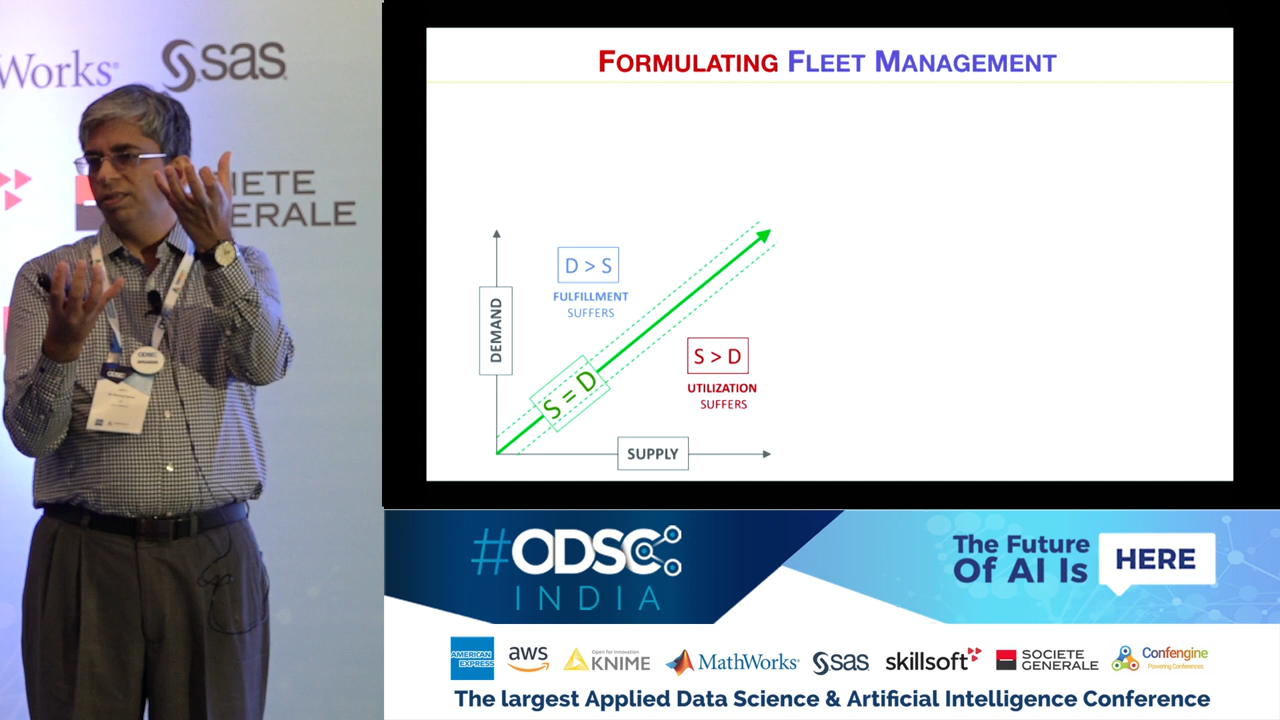 Works
sas
IETE
ERALE
ODSC
FORMULATING FLEET MANAGEMENT
D > S
FULFILLMENT
SUFFERS
DEMAND
S = D
S > D
UTILIZATION
SUFFERS
SUPPLY
#ODSC
INDIA
The Future
Of AI Is
HERE
AMERICAN
EXPRESS
aws
Open for Innovation
KNIME
MathWorks®
sas
skillsoft
SOCIETE
GENERALE
Confengine
Powering Conferences
The largest Applied Data Science & Artificial Intelligence Conference